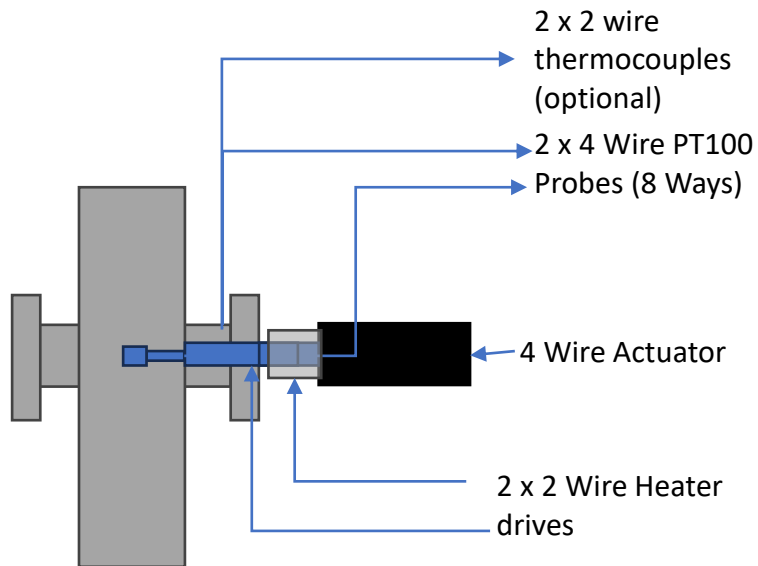 2 x 2 wire
thermocouples
(optional)
2 x 4 Wire PT100
Probes (8 Ways)
4 Wire Actuator
2 x 2 Wire Heater
drives